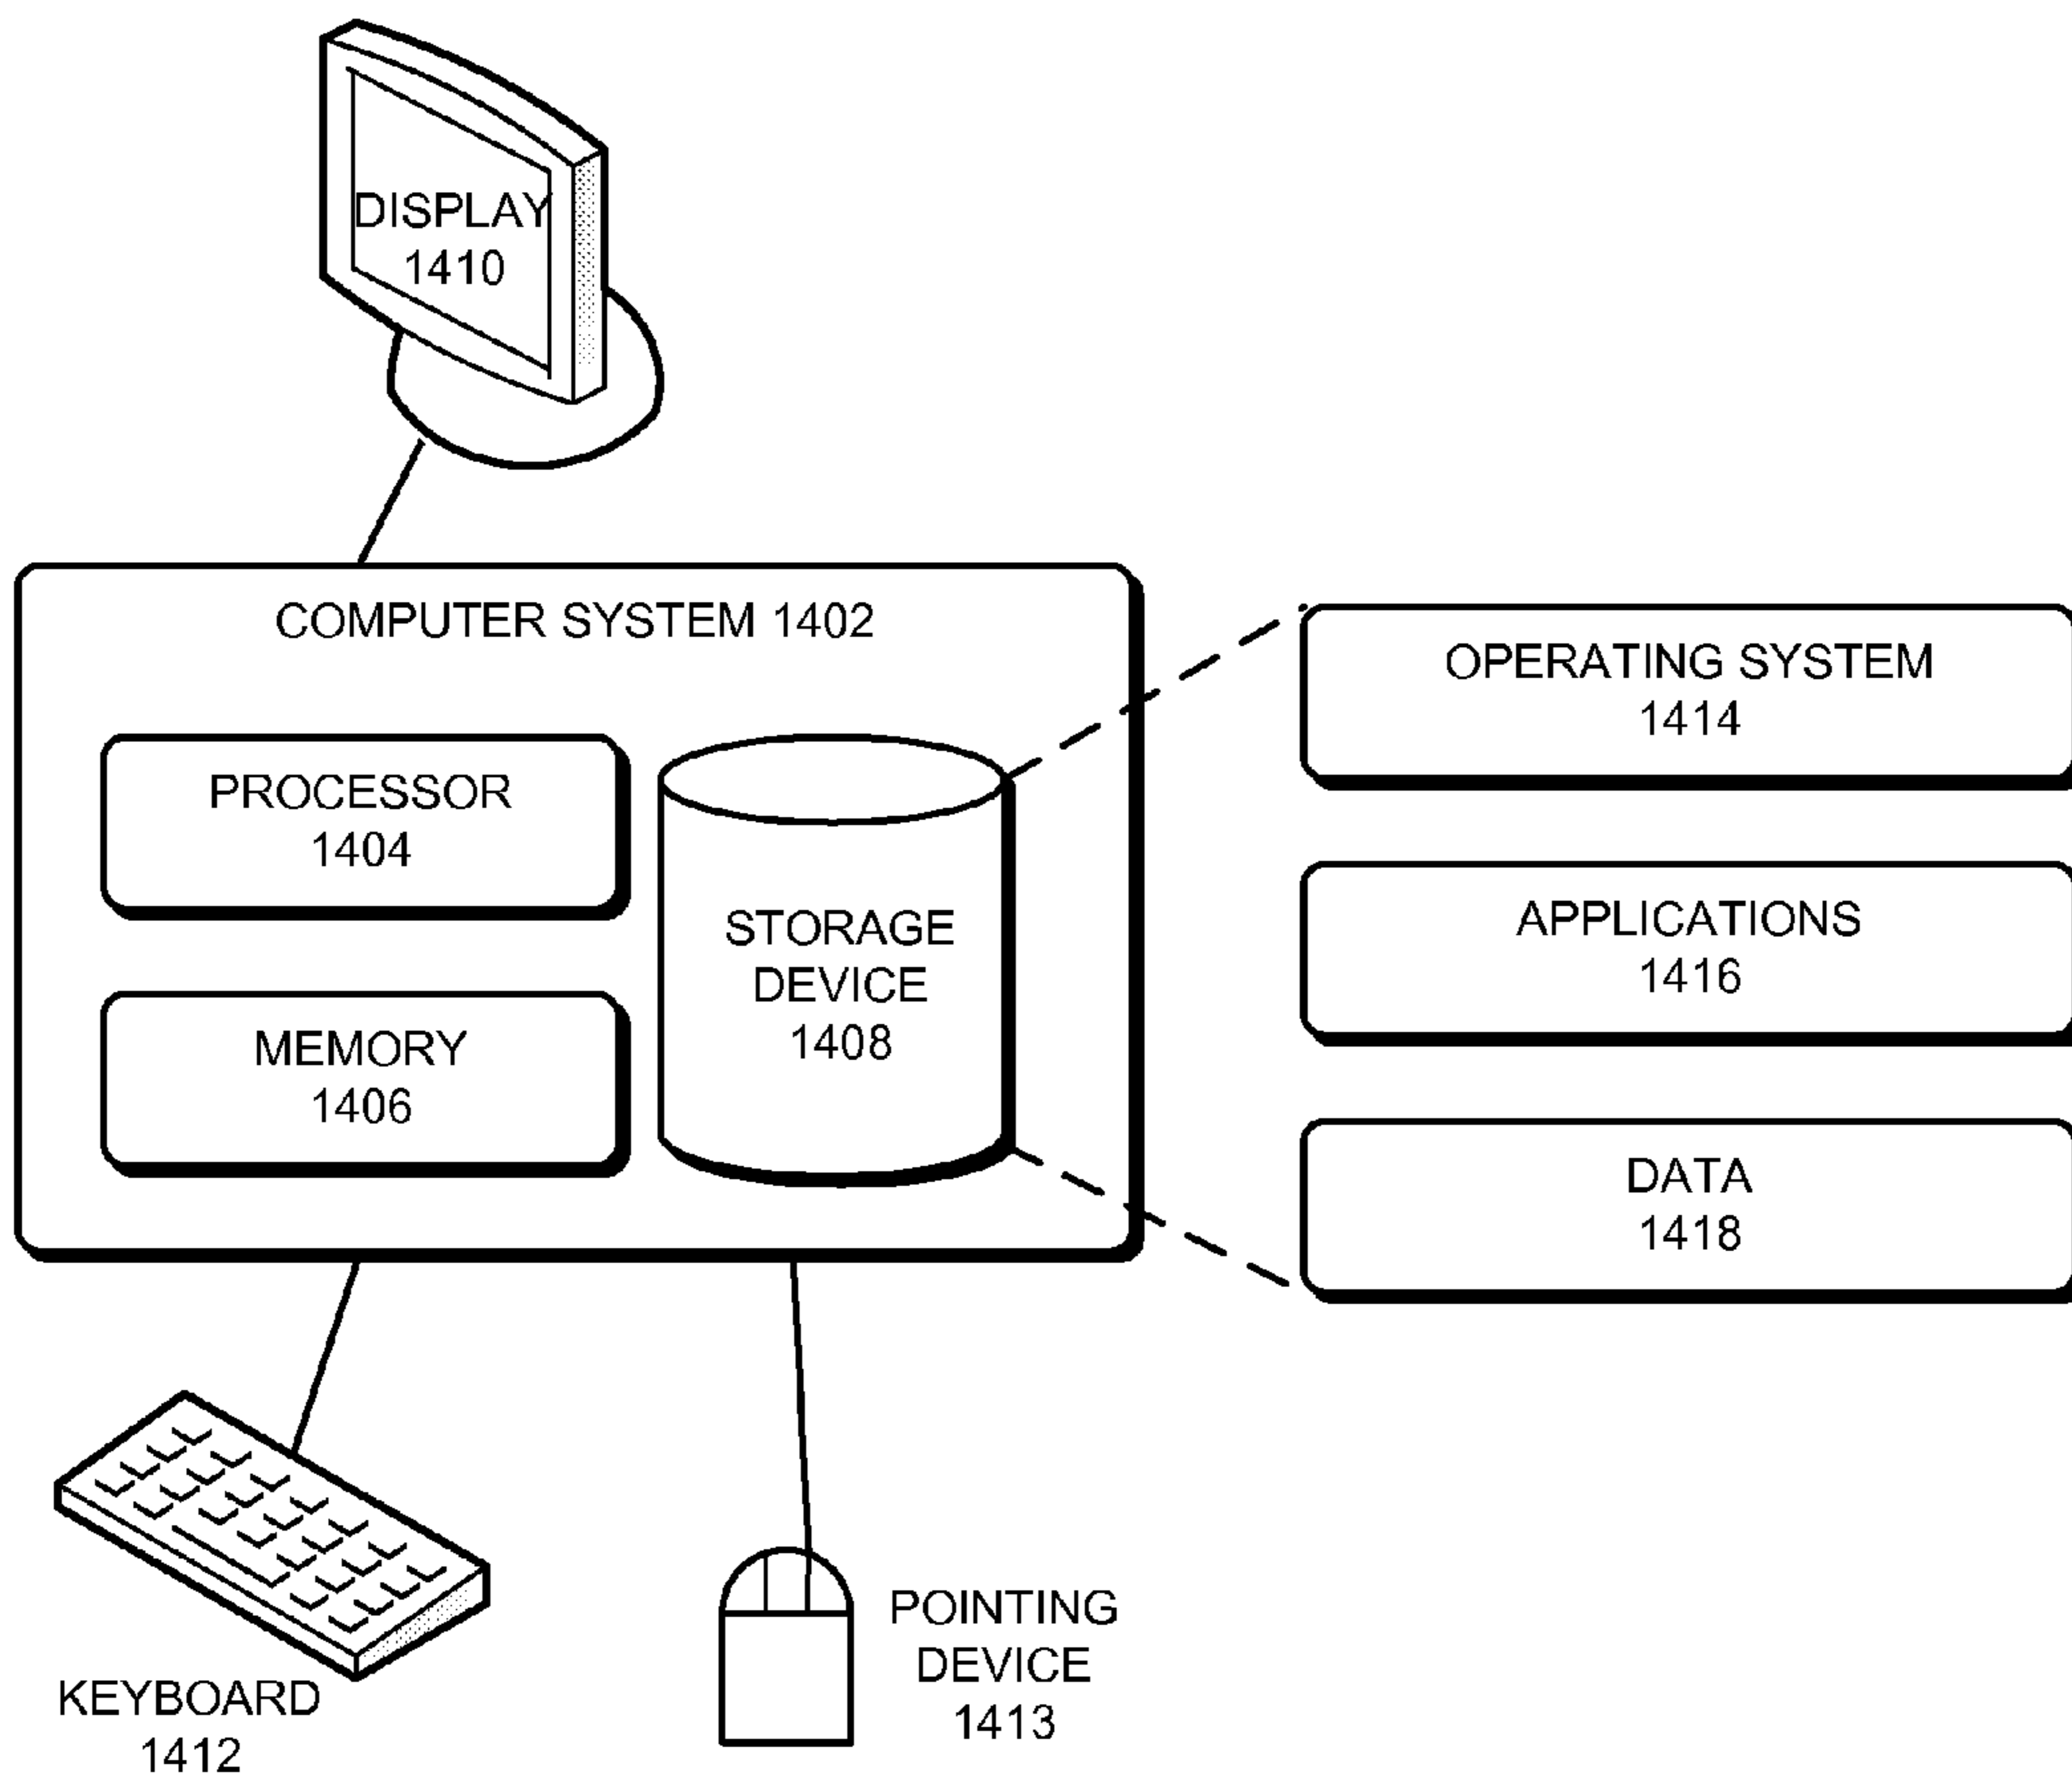 DISPLAY
1410
COMPUTER SYSTEM 1402
PROCESSOR
1404
MEMORY
1406
STORAGE
DEVICE
1408
OPERATING SYSTEM
1414
APPLICATIONS
1416
DATA
1418
KEYBOARD
1412
POINTING
DEVICE
1413